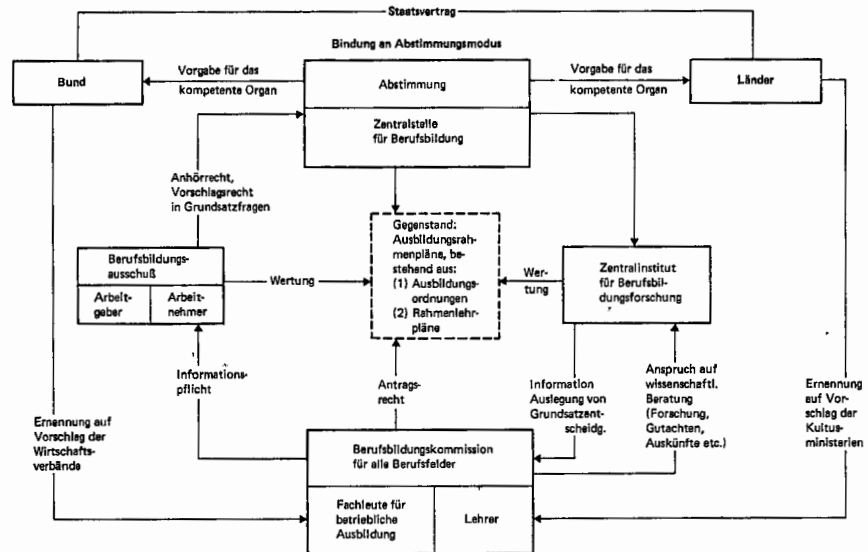 Staatsvertrag
Bindung an Abstimmungsmodus
Bund
Vorgabe für das
kompetente Organ
Abstimmung
Vorgabe für das
kompetente Organ
Länder
Zentralstelle
für Berufsbildung
Anhörrecht,
Vorschlagsrecht
in Grundsatzfragen
Gegenstand:
Ausbildungsrah-
menpläne, be-
stehend aus:
(1) Ausbildungs-
ordnungen
(2) Rahmenlehr-
pläne
Berufsbildungs-
ausschuß
Arbeit-
geber
Arbeit-
nehmer
Wertung
Wer-
tung
Zentralinstitut
für Berufsbil-
dungsforschung
Informations-
pflicht
Antrags-
recht
Information
Auslegung von
Grundsatzent-
scheidg.
Anspruch auf
wissenschaftl.
Beratung
(Forschung,
Gutachten,
Auskünfte etc.)
Ernennung
auf Vor-
schlag der
Kultus-
ministerien
Ernennung auf
Vorschlag der
Wirtschafts-
verbände
Berufsbildungskommission
für alle Berufsfelder
Fachleute für
betriebliche
Ausbildung
Lehrer